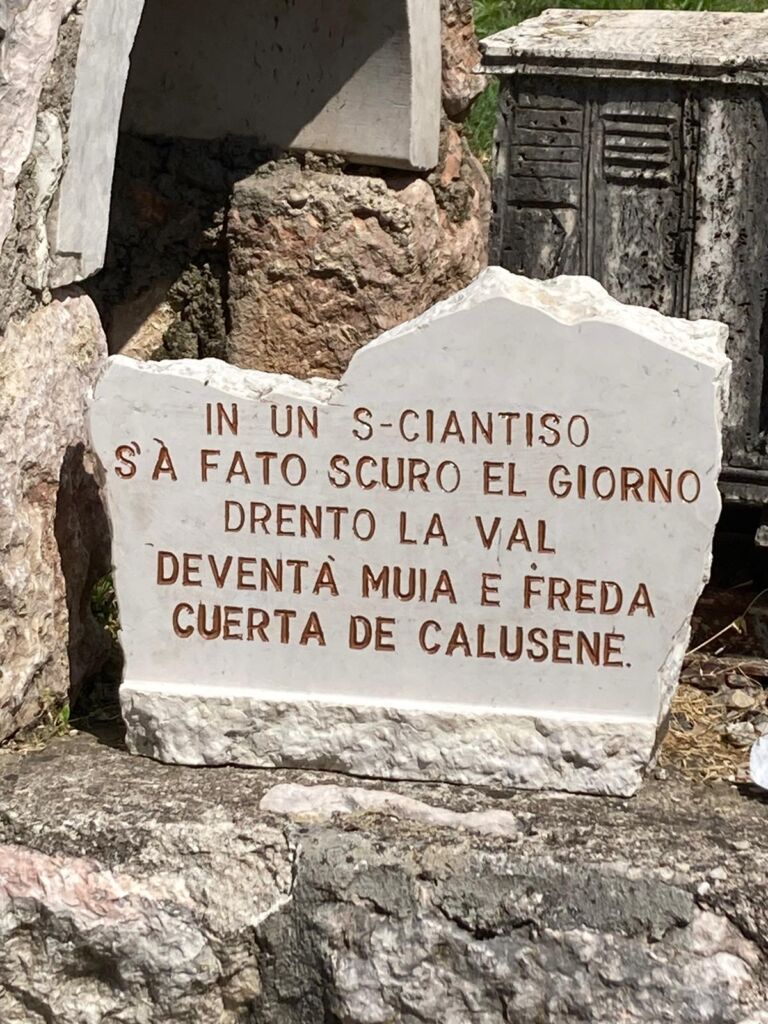 IN UN S-CIANTISO
S'À FATO SCURO EL GIORNO
DRENTO LA VAL
DEVENTÀ MUIA E FREDA
CUERTA DE CALUSENE.